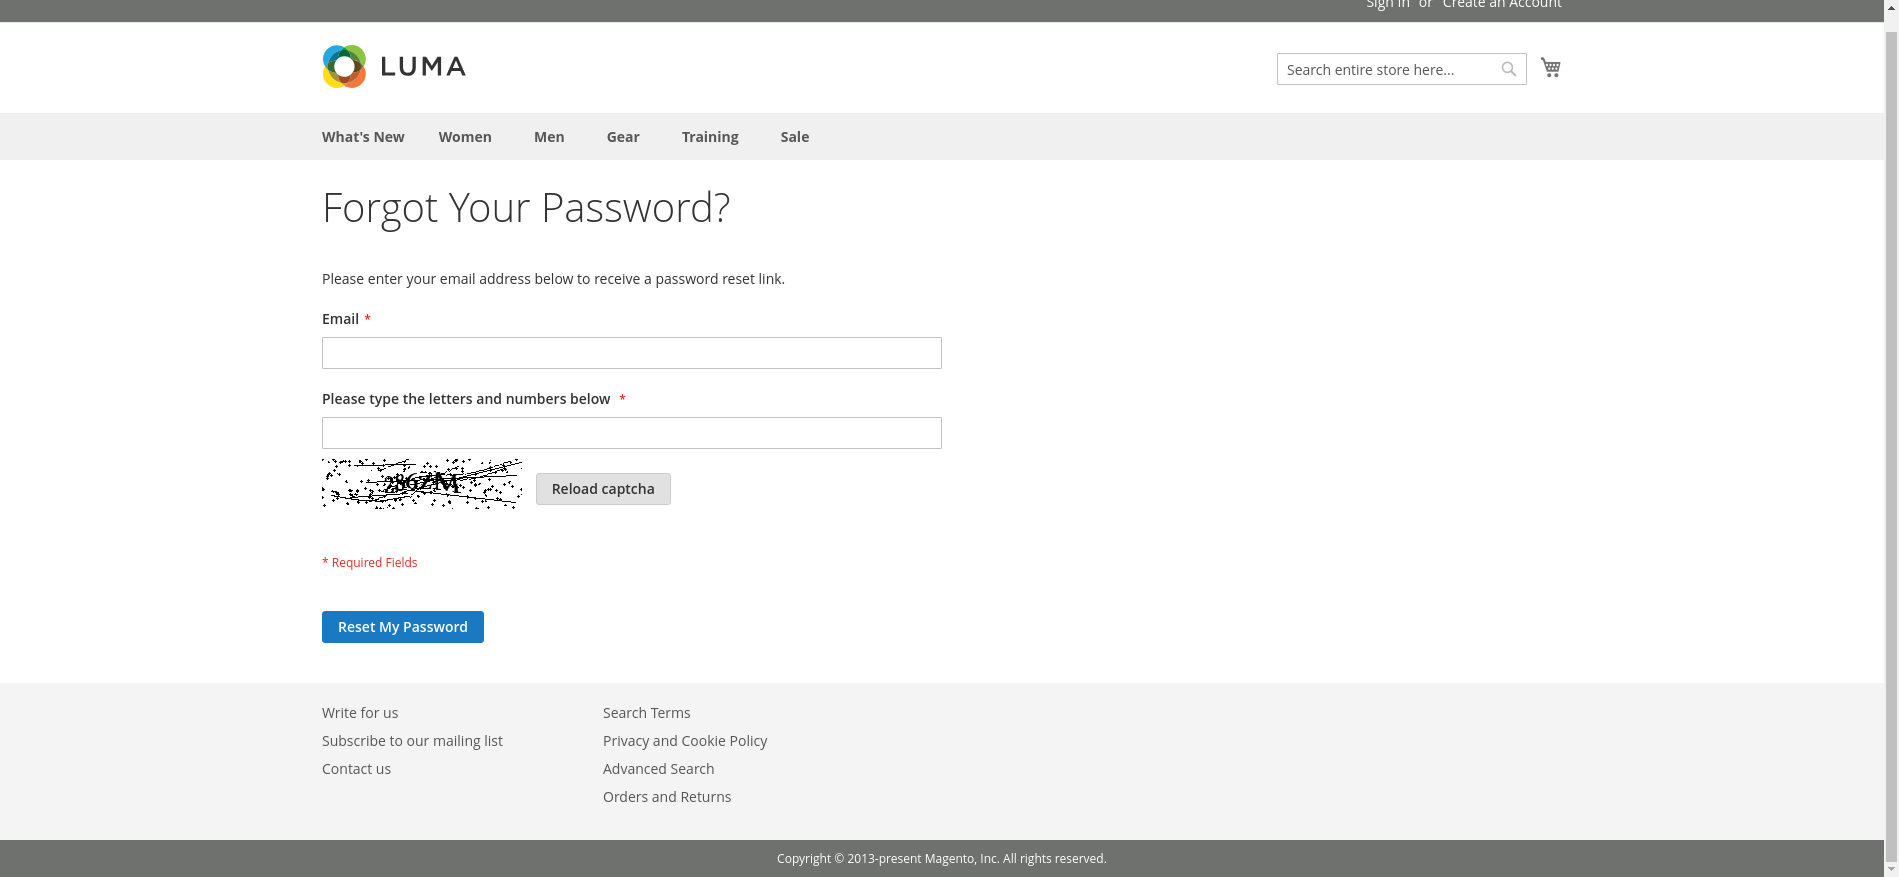 Sign In or Create an Account
LUMA
Search entire store here...
What's New Women Men Gear Training Sale
Forgot Your Password?
Please enter your email address below to receive a password reset link.
Email *
Please type the letters and numbers below *
Reload captcha
* Required Fields
Reset My Password
Write for us
Subscribe to our mailing list
Contact us
Search Terms
Privacy and Cookie Policy
Advanced Search
Orders and Returns
Copyright © 2013-present Magento, Inc. All rights reserved.